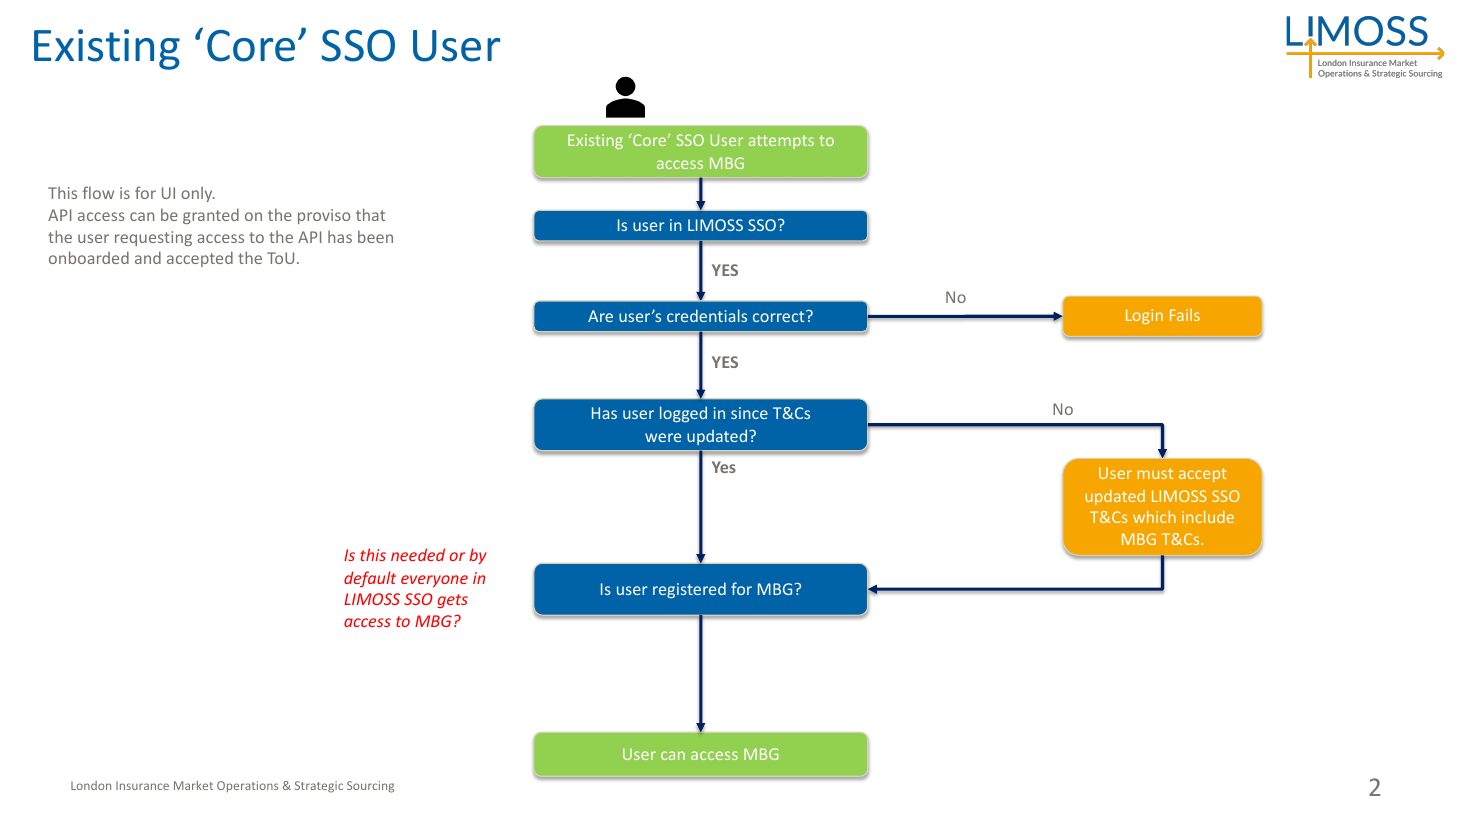 Existing ‘Core’ SSO User
LIMOSS
London Insurance Market
Operations & Strategic Sourcing
Existing ‘Core’ SSO User attempts to
access MBG
This flow is for UI only.
API access can be granted on the proviso that
the user requesting access to the API has been
onboarded and accepted the ToU.
Is user in LIMOSS SSO?
YES
Are user’s credentials correct?
No
Login Fails
YES
Has user logged in since T&Cs
were updated?
No
Yes
User must accept
updated LIMOSS SSO
T&Cs which include
MBG T&Cs.
Is this needed or by
default everyone in
LIMOSS SSO gets
access to MBG?
Is user registered for MBG?
User can access MBG
London Insurance Market Operations & Strategic Sourcing
2